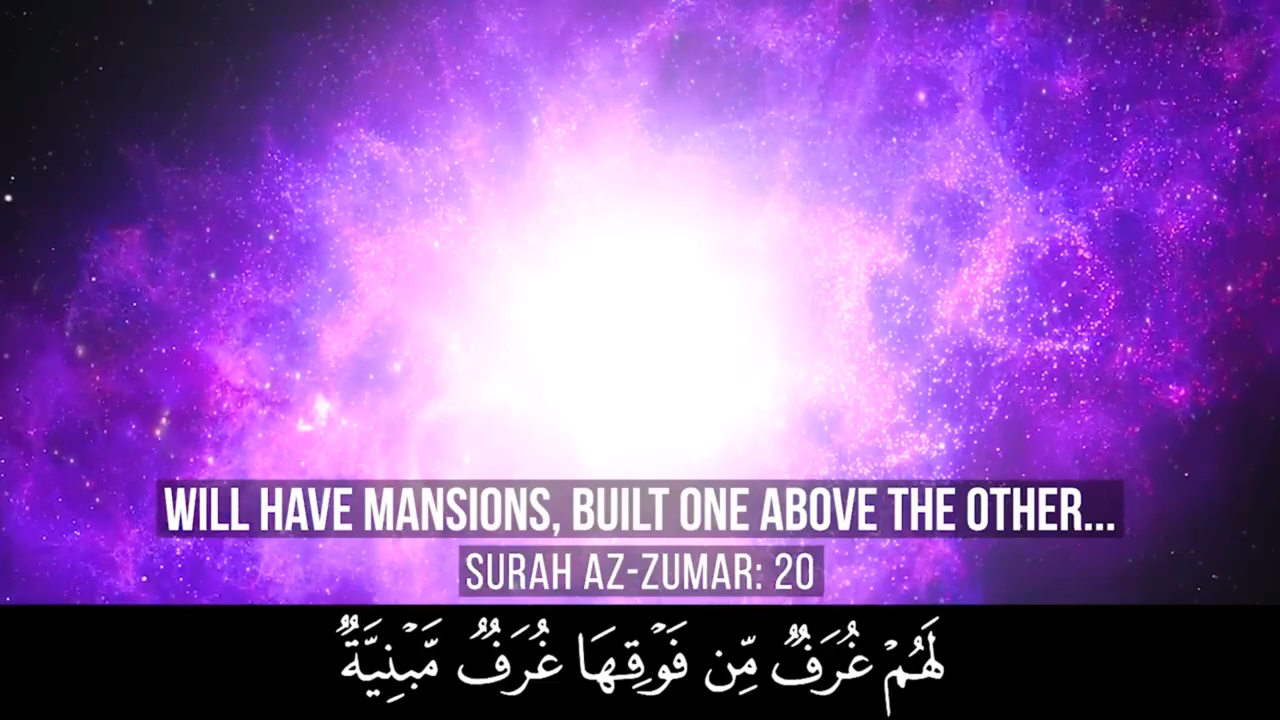 WILL HAVE MANSIONS, BUILT ONE ABOVE THE OTHER...
SURAH AZ-ZUMAR: 20
لَهُمْ غُرَفٌ مِّن فَوْقِهَا غُرَفٌ مَّبْنِيَّةٌ